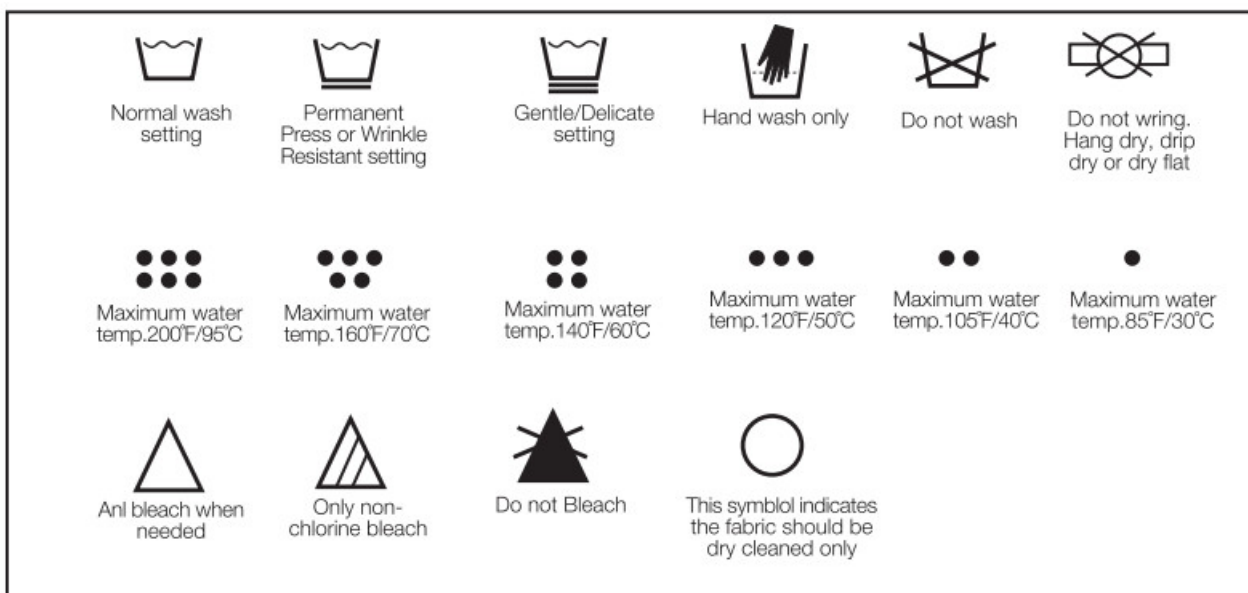 Normal wash
setting
Permanent
Press or Wrinkle
Resistant setting
Gentle/Delicate
setting
Hand wash only
Do not wash
Do not wring.
Hang dry, drip
dry or dry flat
Maximum water
temp.200°F/95°C
Maximum water
temp.160°F/70°C
Maximum water
temp.140°F/60°C
Maximum water
temp.120°F/50°C
Maximum water
temp.105°F/40°C
Maximum water
temp.85°F/30°C
Anl bleach when
needed
Only non-
chlorine bleach
Do not Bleach
This symblol indicates
the fabric should be
dry cleaned only